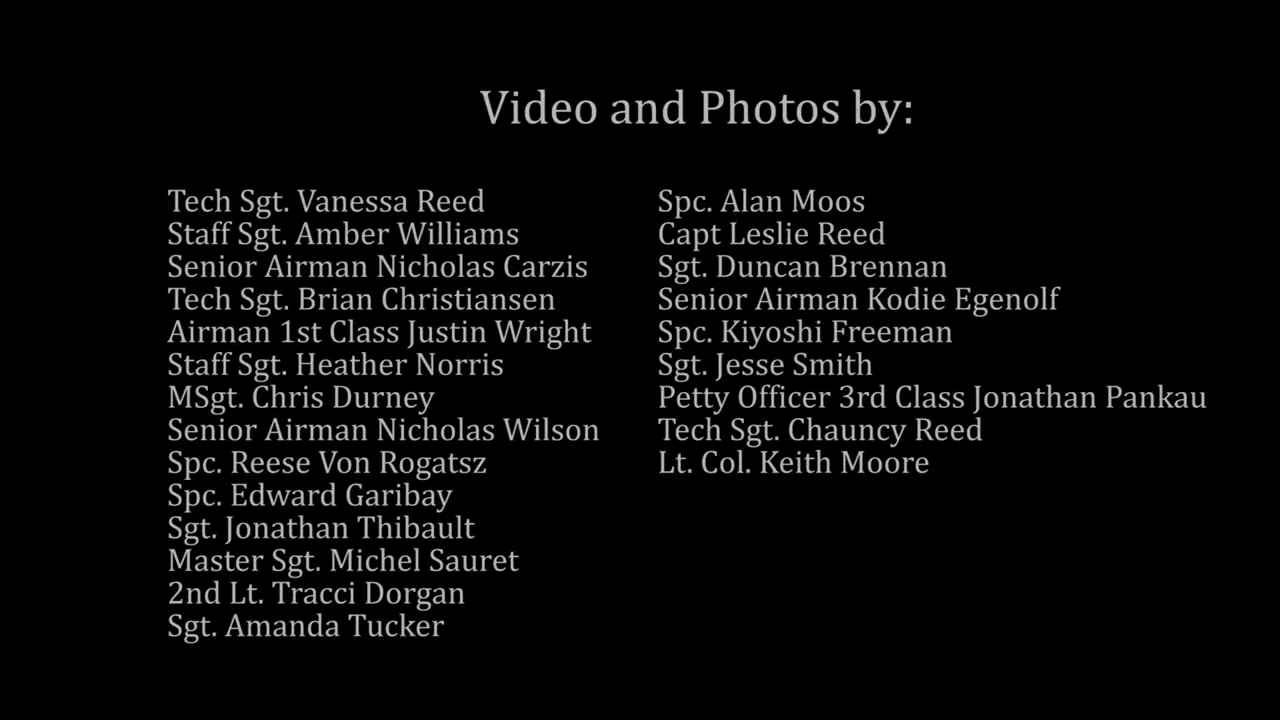 Video and Photos by:
Tech Sgt. Vanessa Reed
Staff Sgt. Amber Williams
Senior Airman Nicholas Carzis
Tech Sgt. Brian Christiansen
Airman 1st Class Justin Wright
Staff Sgt. Heather Norris
MSgt. Chris Durney
Senior Airman Nicholas Wilson
Spc. Reese Von Rogatsz
Spc. Edward Garibay
Sgt. Jonathan Thibault
Master Sgt. Michel Sauret
2nd Lt. Tracci Dorgan
Sgt. Amanda Tucker
Spc. Alan Moos
Capt Leslie Reed
Sgt. Duncan Brennan
Senior Airman Kodie Egenolf
Spc. Kiyoshi Freeman
Sgt. Jesse Smith
Petty Officer 3rd Class Jonathan Pankau
Tech Sgt. Chauncy Reed
Lt. Col. Keith Moore